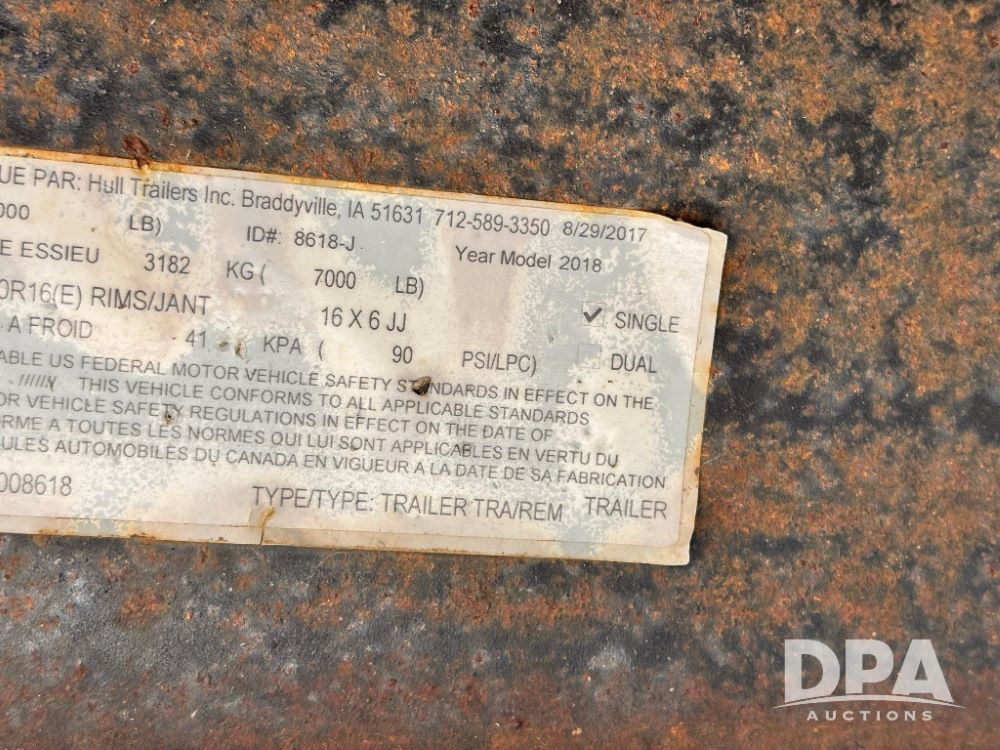 UE PAR: Hull Trailers Inc. Braddyville, IA 51631 712-589-3350 8/29/2017
000 LB) ID#: 8618-J Year Model 2018
E ESSIEU 3182 KG ( 7000 LB)
0R16(E) RIMS/JANT 16 X 6 JJ ✓ SINGLE
A FROID 41 KPA ( 90 PSI/LPC) DUAL
ABLE US FEDERAL MOTOR VEHICLE SAFETY STANDARDS IN EFFECT ON THE
////// THIS VEHICLE CONFORMS TO ALL APPLICABLE STANDARDS
OR VEHICLE SAFETY REGULATIONS IN EFFECT ON THE DATE OF
ORME A TOUTES LES NORMES QUI LUI SONT APPLICABLES EN VERTU DU
ULES AUTOMOBILES DU CANADA EN VIGUEUR A LA DATE DE SA FABRICATION
008618 TYPE/TYPE: TRAILER TRA/REM TRAILER
DPA
AUCTIONS